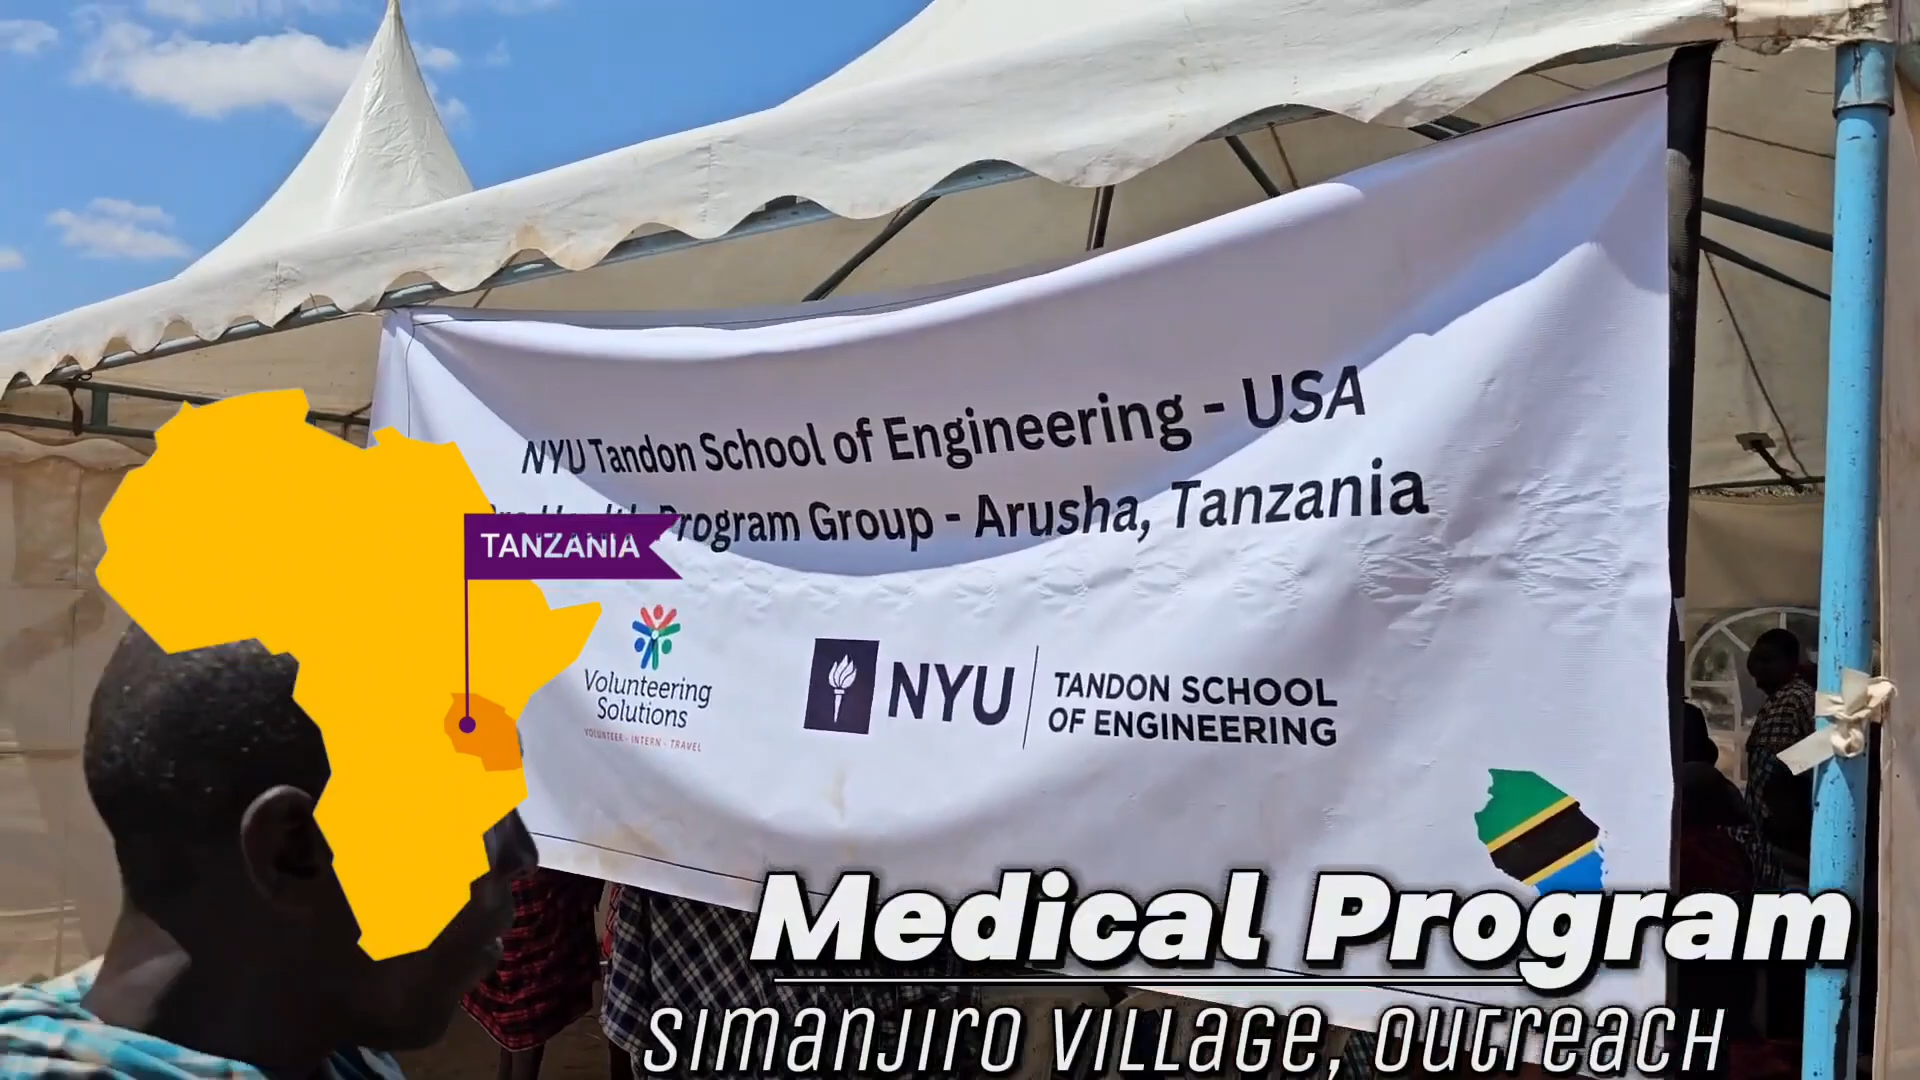 NYU Tandon School of Engineering - USA
Program Group - Arusha, Tanzania
TANZANIA
Volunteering
Solutions
VOLUNTEER - INTERN - TRAVEL
NYU
TANDON SCHOOL
OF ENGINEERING
Medical Program
SIMANJIRO VILLAGE, OUTREACH